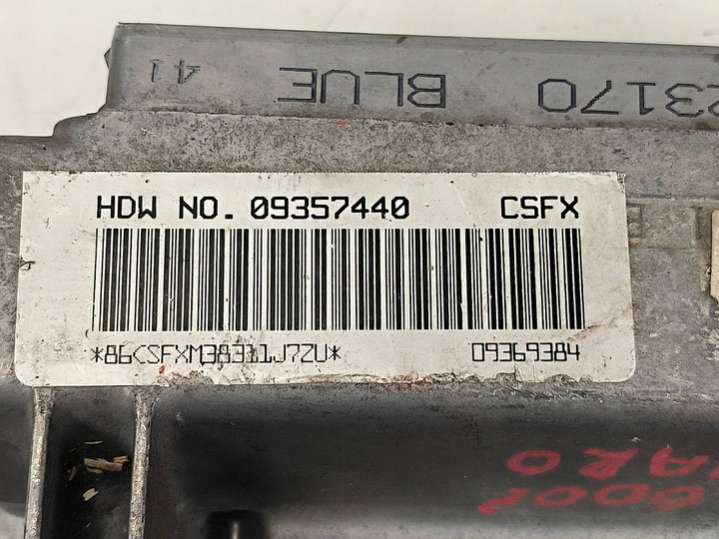 41 BLUE 23170
HDW NO. 09357440 CSFX
*86CSFXM38311J7ZU* 09369384